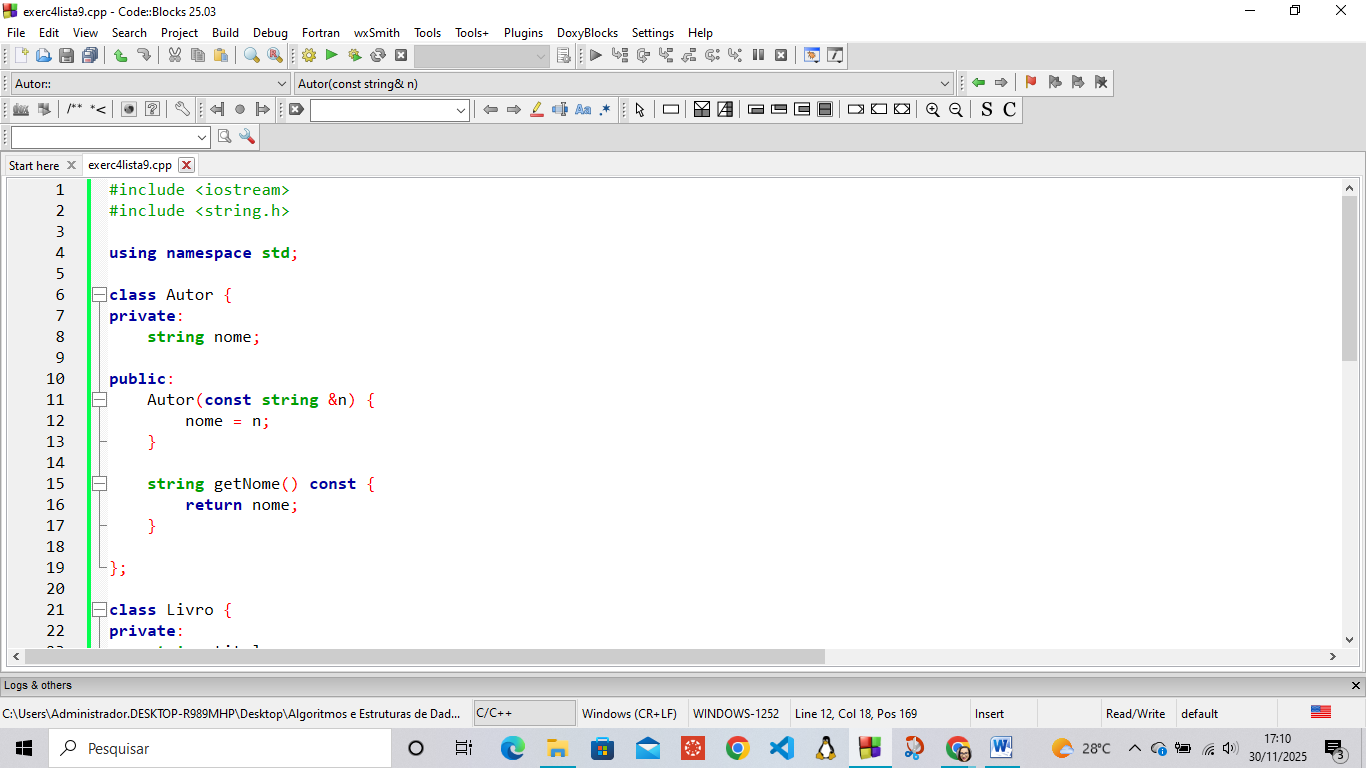 exerc4lista9.cpp - Code::Blocks 25.03
File Edit View Search Project Build Debug Fortran wxSmith Tools Tools+ Plugins DoxyBlocks Settings Help
Autor:: Autor(const string& n)
/** *< Aa .* S C
Start here exerc4lista9.cpp
1 #include <iostream>
2 #include <string.h>
3
4 using namespace std;
5
6 class Autor {
7 private:
8 string nome;
9
10 public:
11 Autor(const string &n) {
12 nome = n;
13 }
14
15 string getNome() const {
16 return nome;
17 }
18
19 };
20
21 class Livro {
22 private:
Logs & others
C:\Users\Administrador.DESKTOP-R989MHP\Desktop\Algoritmos e Estruturas de Dad... C/C++ Windows (CR+LF) WINDOWS-1252 Line 12, Col 18, Pos 169 Insert Read/Write default
Pesquisar 28°C 17:10
30/11/2025 3